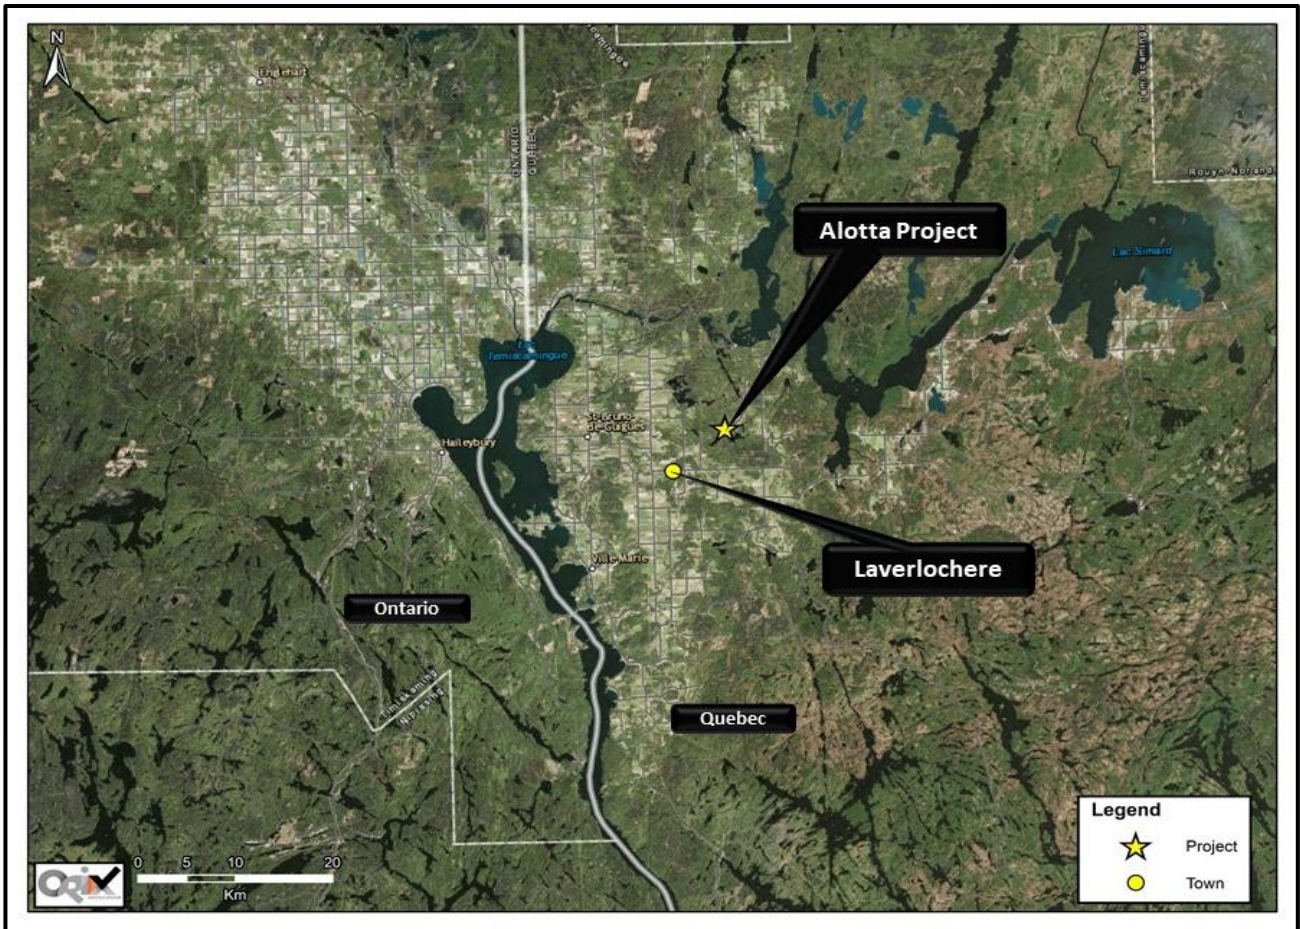 N
Englehart
ONTARIO
QUEBEC
Rouyn-Norand
Alotta Project
Lac Simard
Lac
Temiscamingue
St-Bruno-
de-Guigues
Haileybury
Ville-Marie
Laverlochere
Ontario
Timiskaming
Nipissing
Quebec
Legend
Project
Town
0 5 10 20
Km